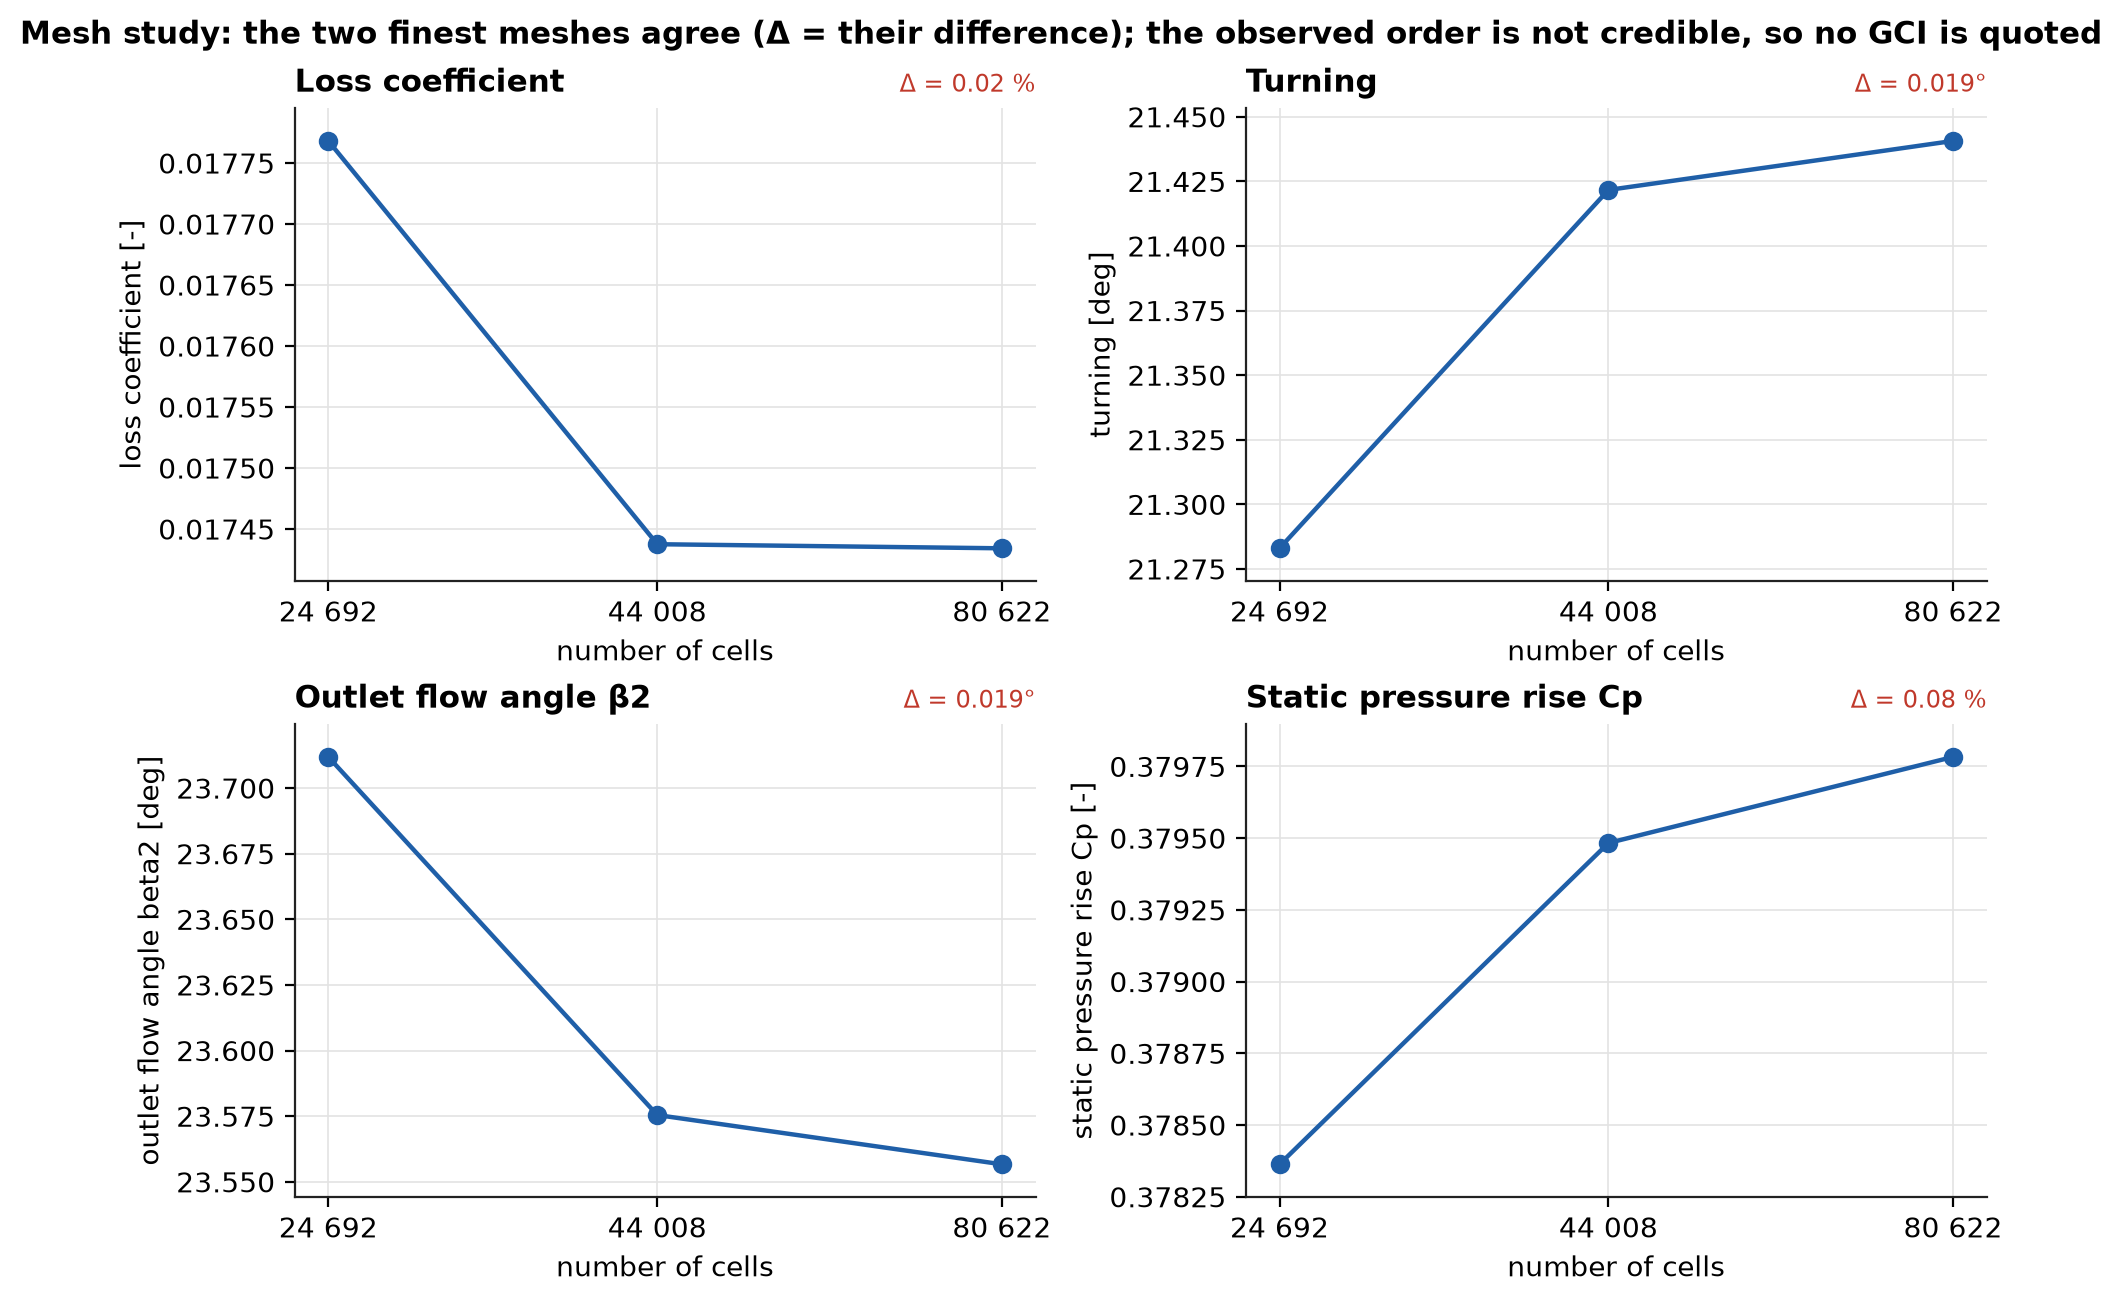 Mesh study: the two finest meshes agree (Δ = their difference); the observed order is not credible, so no GCI is quoted
Loss coefficient
Δ = 0.02 %
loss coefficient [-]
0.01775
0.01770
0.01765
0.01760
0.01755
0.01750
0.01745
24 692
44 008
80 622
number of cells
Turning
Δ = 0.019°
turning [deg]
21.450
21.425
21.400
21.375
21.350
21.325
21.300
21.275
24 692
44 008
80 622
number of cells
Outlet flow angle β2
Δ = 0.019°
outlet flow angle beta2 [deg]
23.700
23.675
23.650
23.625
23.600
23.575
23.550
24 692
44 008
80 622
number of cells
Static pressure rise Cp
Δ = 0.08 %
static pressure rise Cp [-]
0.37975
0.37950
0.37925
0.37900
0.37875
0.37850
0.37825
24 692
44 008
80 622
number of cells